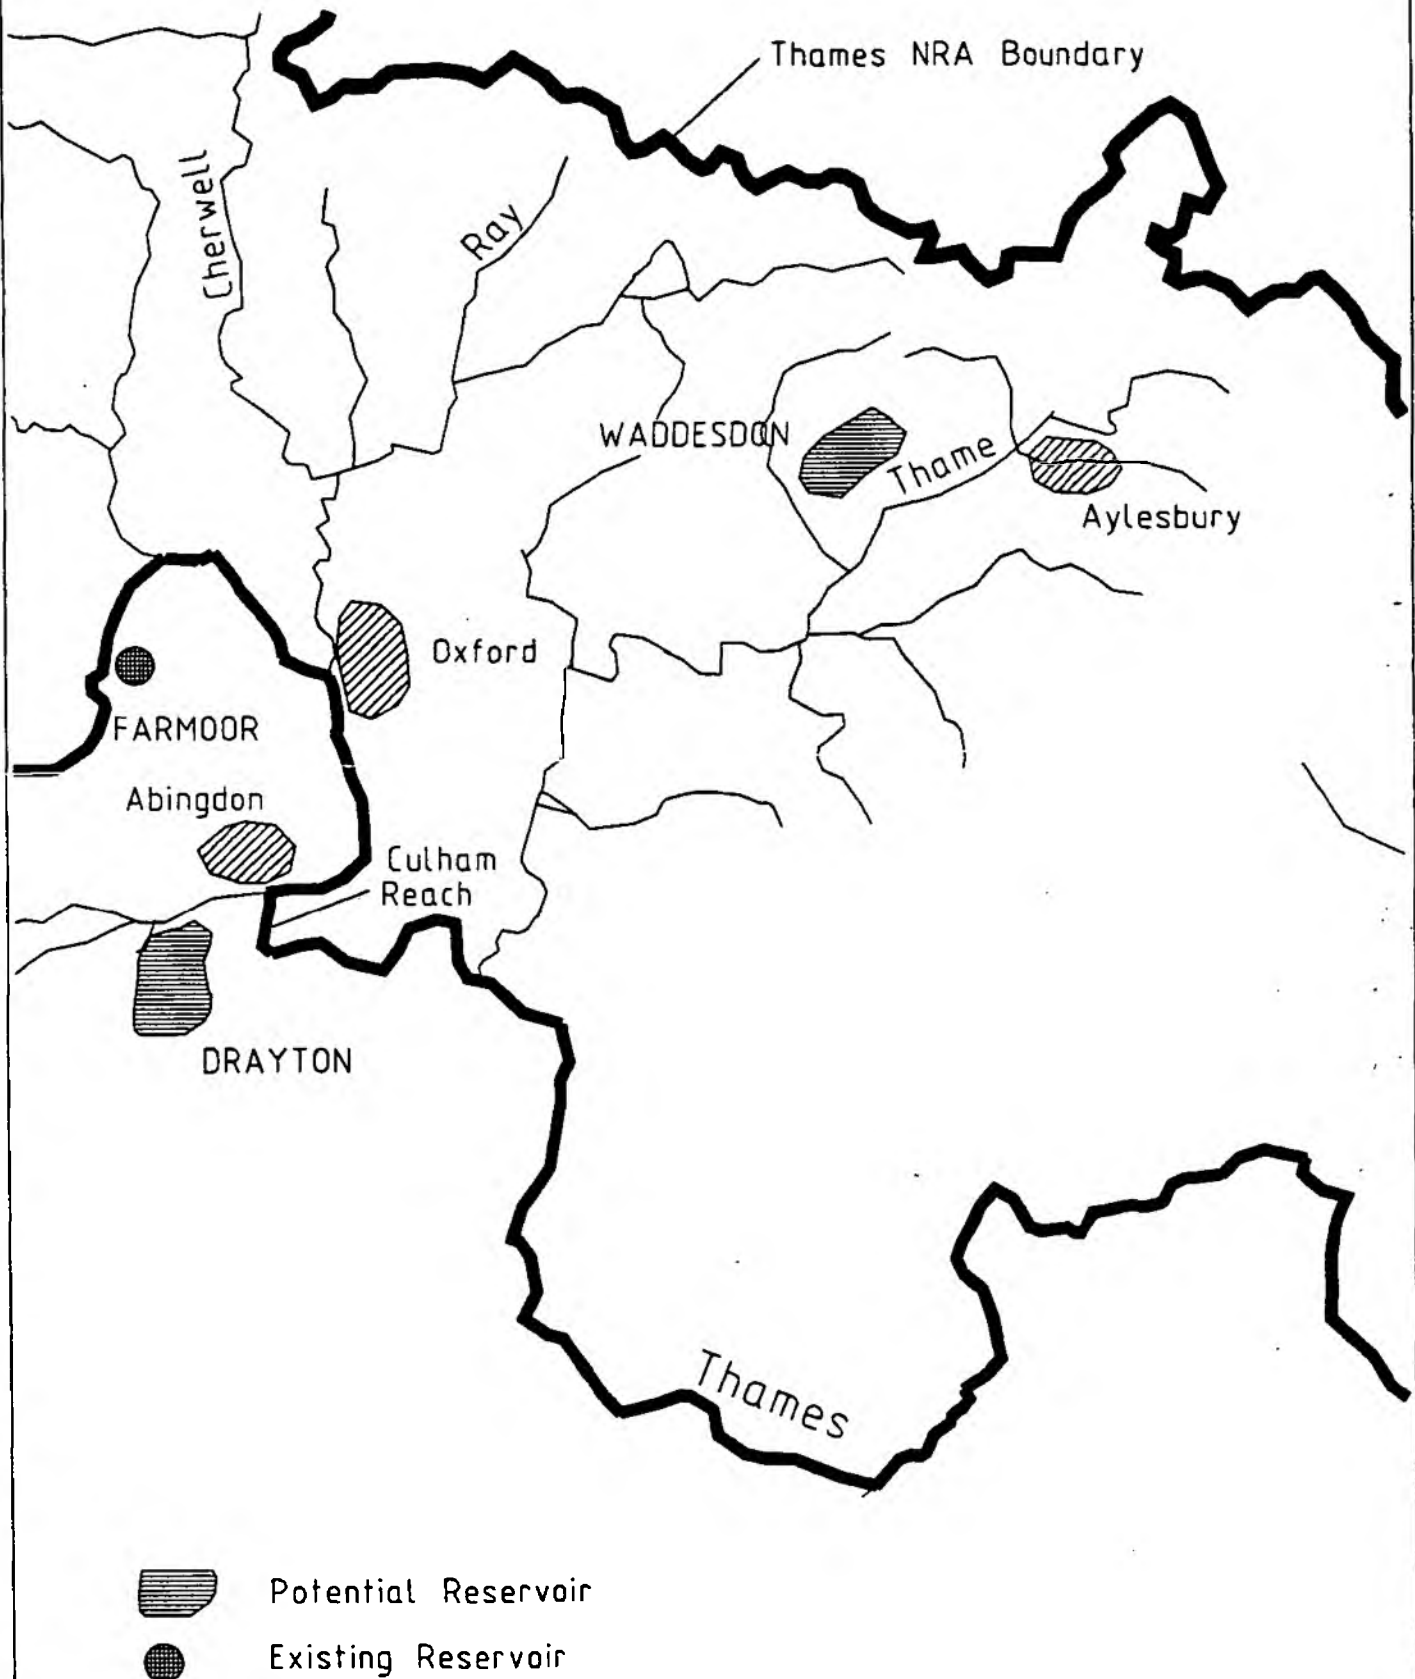 Thames NRA Boundary
Cherwell
Ray
WADDESDON
Thame
Aylesbury
Oxford
FARMOOR
Abingdon
Culham
Reach
DRAYTON
Thames
Potential Reservoir
Existing Reservoir